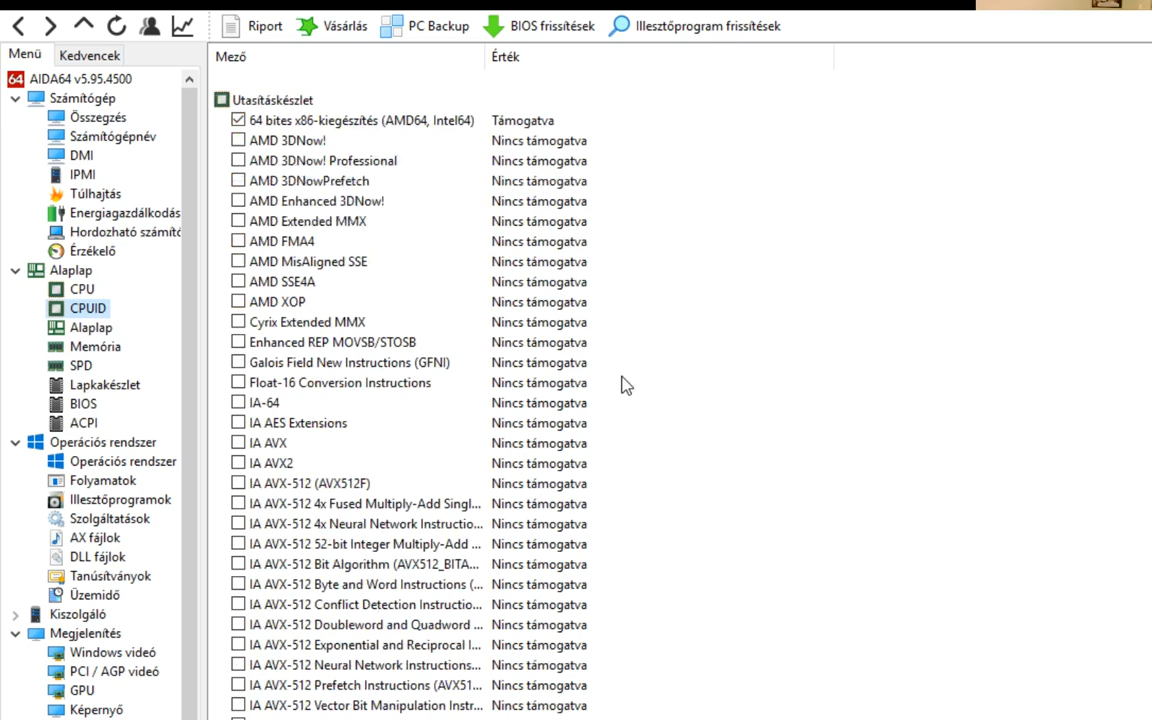 Riport Vásárlás PC Backup BIOS frissítések Illesztőprogram frissítések
Menü Kedvencek
AIDA64 v5.95.4500
Számítógép
Összegzés
Számítógépnév
DMI
IPMI
Túlhajtás
Energiagazdálkodás
Hordozható számító
Érzékelő
Alaplap
CPU
CPUID
Alaplap
Memória
SPD
Lapkakészlet
BIOS
ACPI
Operációs rendszer
Operációs rendszer
Folyamatok
Illesztőprogramok
Szolgáltatások
AX fájlok
DLL fájlok
Tanúsítványok
Üzemidő
Kiszolgáló
Megjelenítés
Windows videó
PCI / AGP videó
GPU
Képernyő
Mező Érték
Utasításkészlet
64 bites x86-kiegészítés (AMD64, Intel64) Támogatva
AMD 3DNow! Nincs támogatva
AMD 3DNow! Professional Nincs támogatva
AMD 3DNowPrefetch Nincs támogatva
AMD Enhanced 3DNow! Nincs támogatva
AMD Extended MMX Nincs támogatva
AMD FMA4 Nincs támogatva
AMD MisAligned SSE Nincs támogatva
AMD SSE4A Nincs támogatva
AMD XOP Nincs támogatva
Cyrix Extended MMX Nincs támogatva
Enhanced REP MOVSB/STOSB Nincs támogatva
Galois Field New Instructions (GFNI) Nincs támogatva
Float-16 Conversion Instructions Nincs támogatva
IA-64 Nincs támogatva
IA AES Extensions Nincs támogatva
IA AVX Nincs támogatva
IA AVX2 Nincs támogatva
IA AVX-512 (AVX512F) Nincs támogatva
IA AVX-512 4x Fused Multiply-Add Singl... Nincs támogatva
IA AVX-512 4x Neural Network Instructio... Nincs támogatva
IA AVX-512 52-bit Integer Multiply-Add ... Nincs támogatva
IA AVX-512 Bit Algorithm (AVX512_BITA... Nincs támogatva
IA AVX-512 Byte and Word Instructions (... Nincs támogatva
IA AVX-512 Conflict Detection Instructio... Nincs támogatva
IA AVX-512 Doubleword and Quadword ... Nincs támogatva
IA AVX-512 Exponential and Reciprocal I... Nincs támogatva
IA AVX-512 Neural Network Instructions... Nincs támogatva
IA AVX-512 Prefetch Instructions (AVX51... Nincs támogatva
IA AVX-512 Vector Bit Manipulation Instr... Nincs támogatva